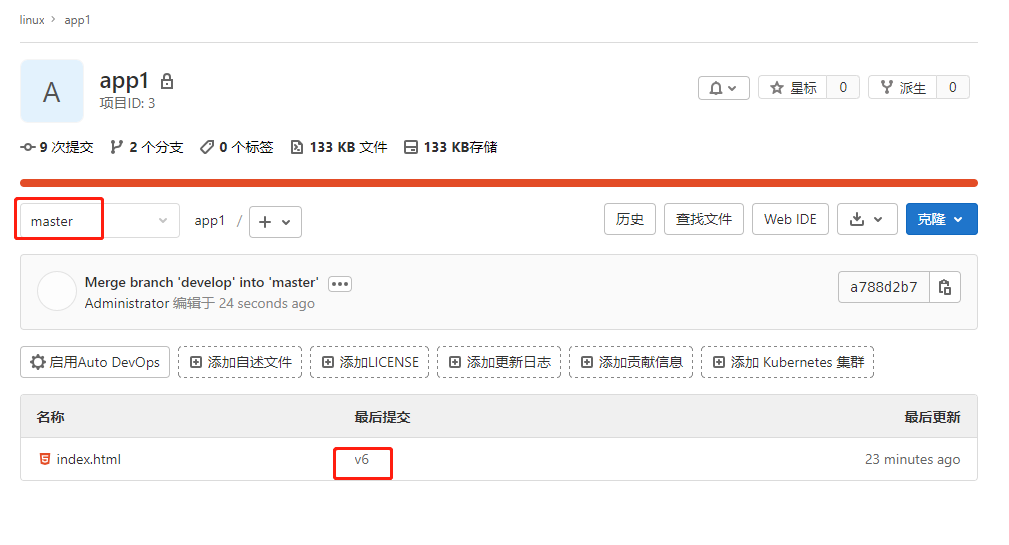 linux › app1
A
app1
项目ID: 3
星标 0
派生 0
9 次提交 2 个分支 0 个标签 133 KB 文件 133 KB存储
master app1 / + 历史 查找文件 Web IDE 克隆
Merge branch 'develop' into 'master' •••
Administrator 编辑于 24 seconds ago
a788d2b7
启用Auto DevOps 添加自述文件 添加LICENSE 添加更新日志 添加贡献信息 添加 Kubernetes 集群
名称 最后提交 最后更新
index.html v6 23 minutes ago